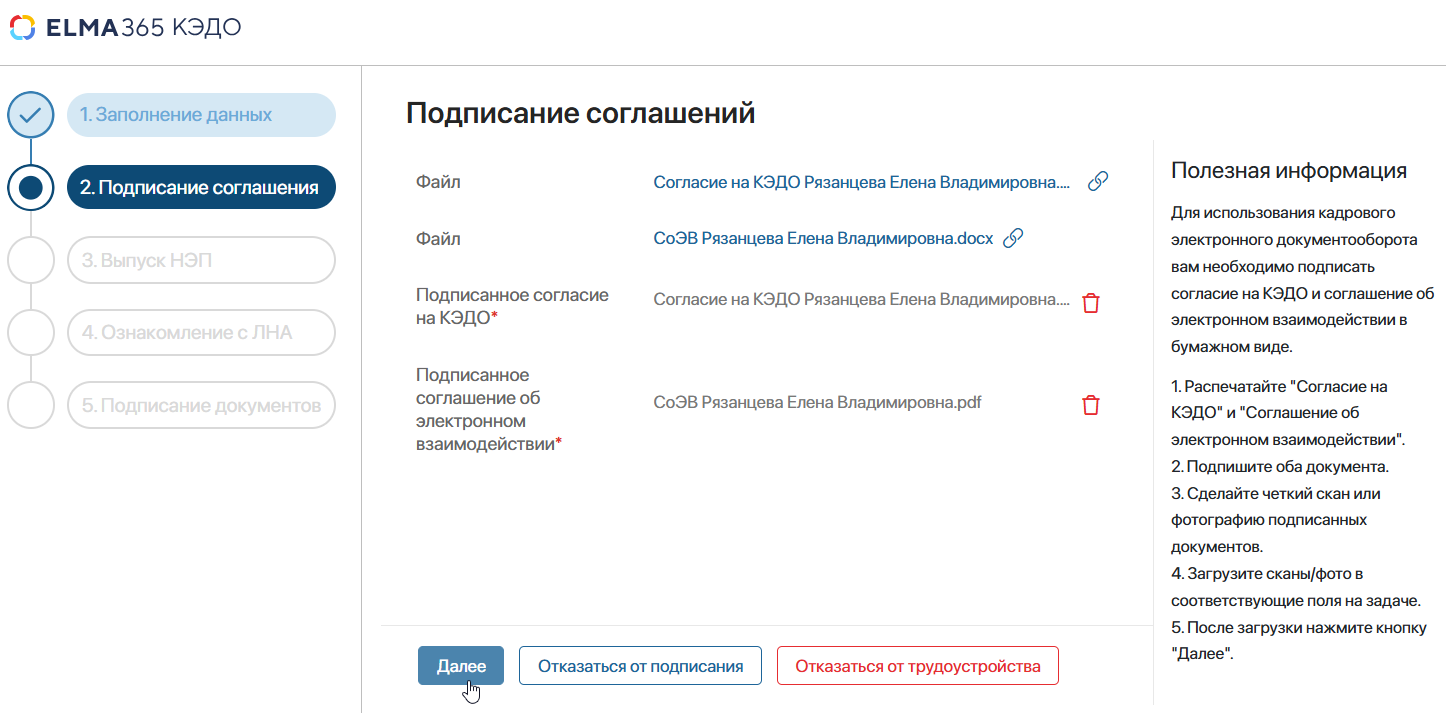 ELMA365 КЭДО
1. Заполнение данных
2. Подписание соглашения
3. Выпуск НЭП
4. Ознакомление с ЛНА
5. Подписание документов
Подписание соглашений
Файл
Согласие на КЭДО Рязанцева Елена Владимировна....
Файл
СоЭВ Рязанцева Елена Владимировна.docx
Подписанное согласие
на КЭДО*
Согласие на КЭДО Рязанцева Елена Владимировна....
Подписанное
соглашение об
электронном
взаимодействии*
СоЭВ Рязанцева Елена Владимировна.pdf
Далее
Отказаться от подписания
Отказаться от трудоустройства
Полезная информация
Для использования кадрового
электронного документооборота
вам необходимо подписать
согласие на КЭДО и соглашение об
электронном взаимодействии в
бумажном виде.
1. Распечатайте "Согласие на
КЭДО" и "Соглашение об
электронном взаимодействии".
2. Подпишите оба документа.
3. Сделайте четкий скан или
фотографию подписанных
документов.
4. Загрузите сканы/фото в
соответствующие поля на задаче.
5. После загрузки нажмите кнопку
"Далее".